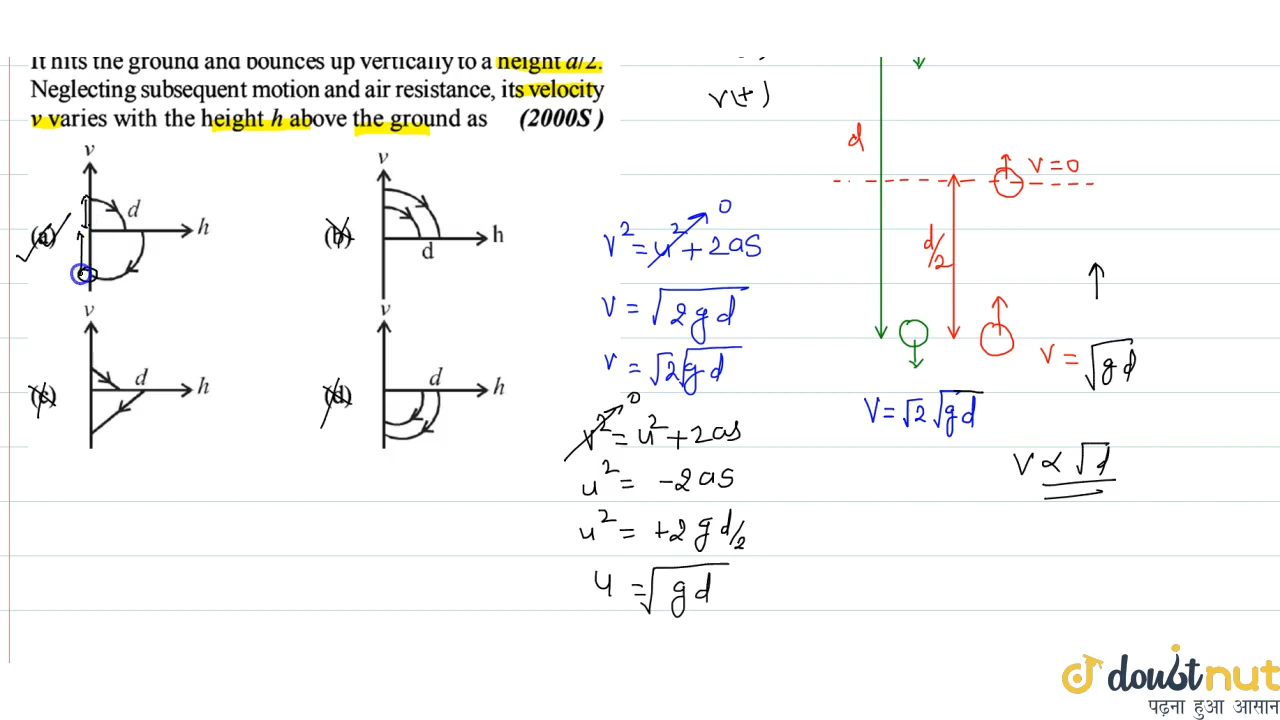 It hits the ground and bounces up vertically to a height d/2.
Neglecting subsequent motion and air resistance, its velocity
v varies with the height h above the ground as (2000S)
v
d
h
(a)
v
d
h
(b)
v
d
h
(c)
v
d
h
(d)
v(+)
d
V=0
d/2
V = √gd
V = √2 √gd
V ∝ √d
V² = u² + 2as
0
V = √2gd
v = √2 √gd
V² = u² + 2as
0
u² = -2as
u² = +2g d/2
u = √gd
doubtnut
पढ़ना हुआ आसान